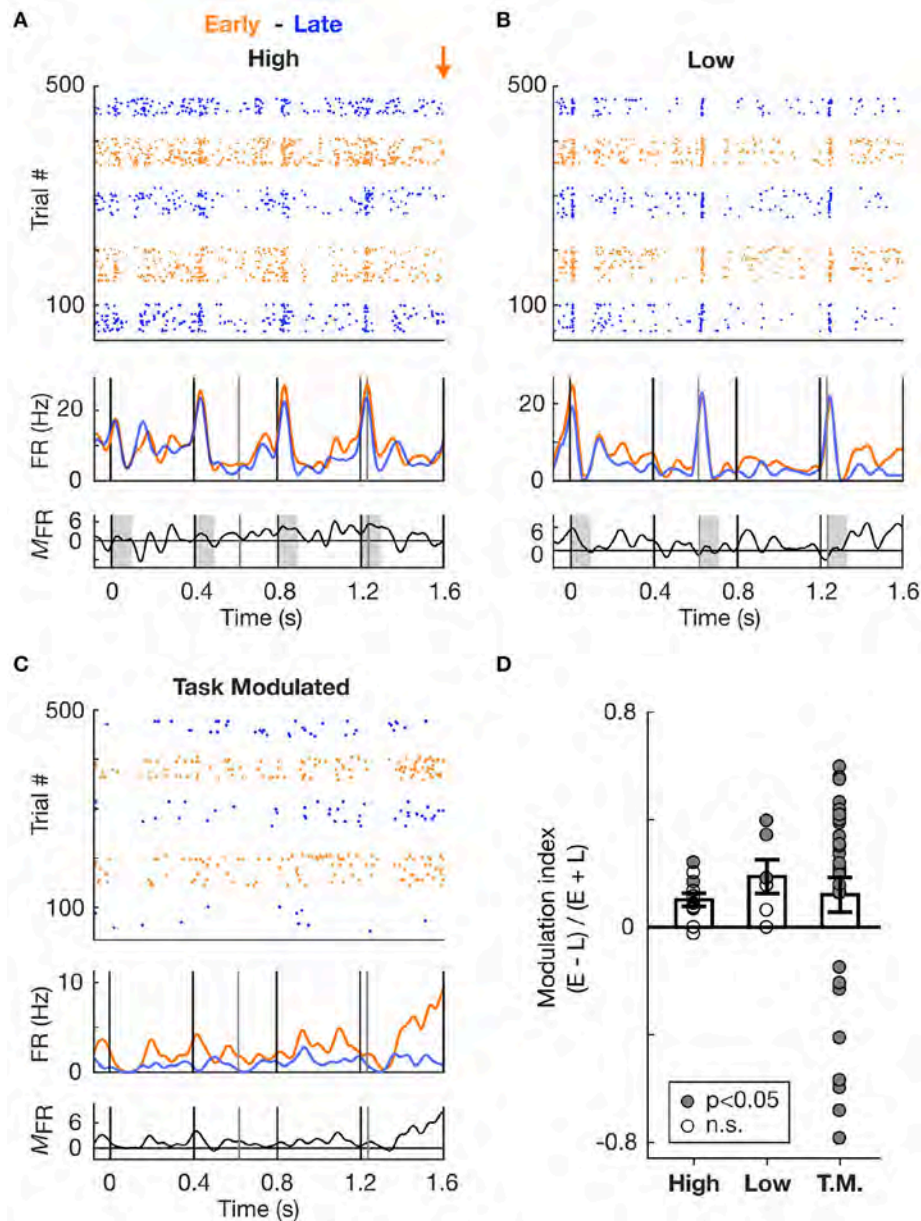 A
Early - Late
High
500
Trial #
100
20
FR (Hz)
0
6
MFR
0
0 0.4 0.8 1.2 1.6
Time (s)
B
Low
500
100
20
0
6
0
0 0.4 0.8 1.2 1.6
Time (s)
C
Task Modulated
500
Trial #
100
10
FR (Hz)
0
6
MFR
0
0 0.4 0.8 1.2 1.6
Time (s)
D
0.8
Modulation index
(E - L) / (E + L)
0
p<0.05
n.s.
-0.8
High Low T.M.